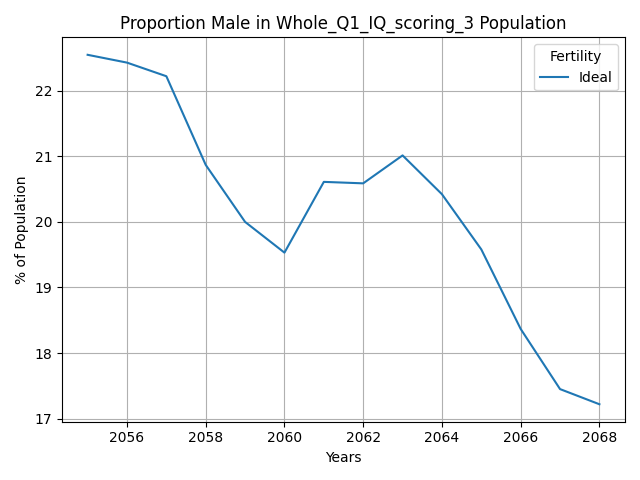 Proportion Male in Whole_Q1_IQ_scoring_3 Population
Fertility
Ideal
% of Population
22
21
20
19
18
17
2056 2058 2060 2062 2064 2066 2068
Years